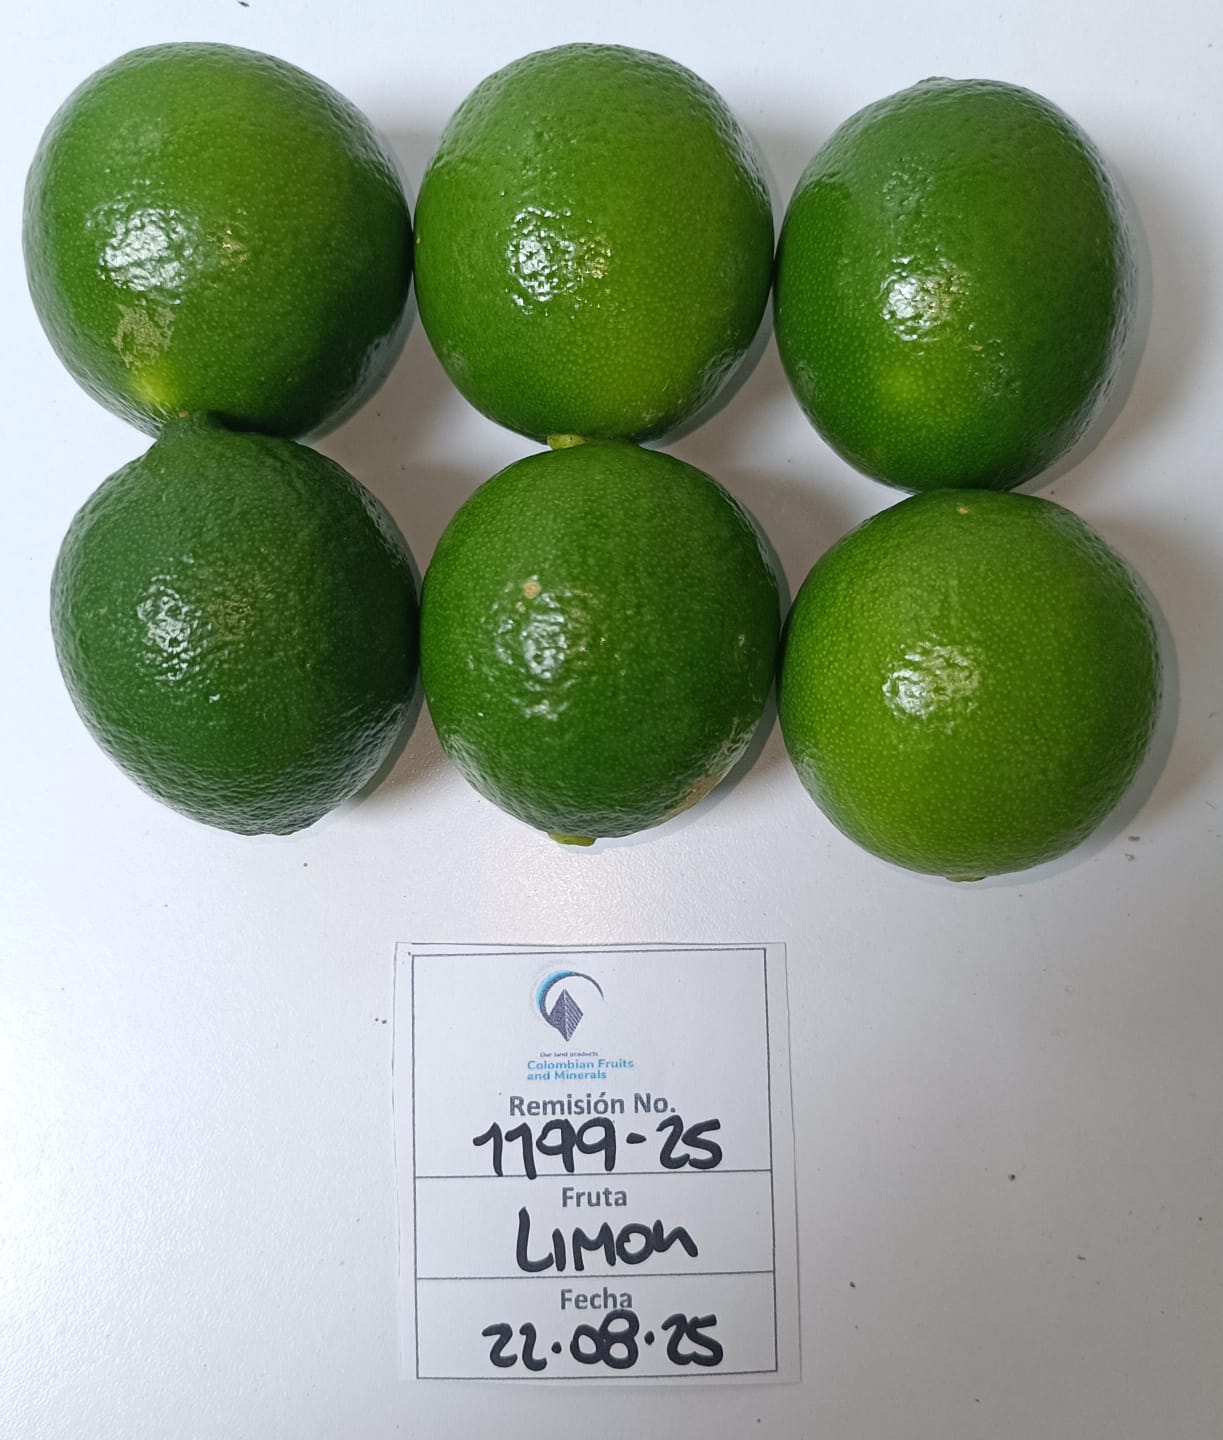 Our land products
Colombian Fruits
and Minerals
Remisión No.
1199-25
Fruta
LIMON
Fecha
22.08.25